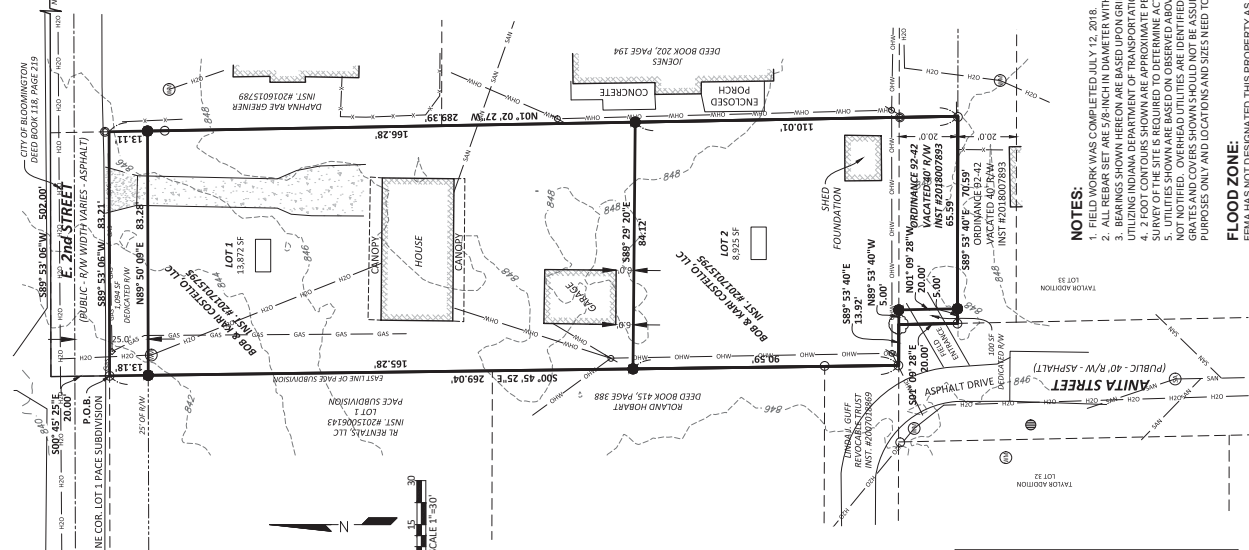 CITY OF BLOOMINGTON
DEED BOOK 118, PAGE 219
S89° 53' 06"W   502.00'
E. 2nd STREET
(PUBLIC - R/W WIDTH VARIES - ASPHALT)
S89° 53' 06"W   83.21'
1,094 SF
DEDICATED R/W
N89° 50' 09"E   83.28'
13.11'
13.18'
25.0'
S00° 45' 25"E
20.00'
P.O.B.
NE COR. LOT 1 PACE SUBDIVISION
25' R/W
846
848
DAPHNA RAE GREINER
INST. #2016015789
N01° 02' 27"W   289.39'
166.28'
110.01'
JOENES
DEED BOOK 202, PAGE 194
CONCRETE
ENCLOSED
PORCH
LOT 1
13,872 SF
BOB & KARI COSTELLO, LLC
INST. #2017015795
CANOPY
HOUSE
CANOPY
GARAGE
S89° 29' 20"E
84.12'
6.0'
6.0'
LOT 2
8,925 SF
BOB & KARI COSTELLO, LLC
INST. #2017015795
SHED
FOUNDATION
165.28'
S00° 45' 25"E   269.04'
90.59'
EAST LINE OF PACE SUBDIVISION
RL RENTALS LLC
INST. #2015006143
LOT 1
PACE SUBDIVISION
ROLAND HOBART
DEED BOOK 415, PAGE 888
20.0'
20.0'
ORDINANCE 92-42
VACATED 40' R/W
INST #2018007893
65.59'
S89° 53' 40"E   70.59'
ORDINANCE 92-42
VACATED 40' R/W
INST #2018007893
S89° 53' 40"E
13.92'
N89° 53' 40"W
5.00'
N01° 09' 28"W
20.00'
5.00'
S01° 09' 28"E
20.00'
FIELD
ENTRANCE
100 SF
DEDICATED R/W
ASPHALT DRIVE
ANITA STREET
(PUBLIC - 40' R/W - ASPHALT)
LINDA J. GUFF
REVOCABLE TRUST
INST. #2007018869
LOT 33
TAYLOR ADDITION
LOT 32
TAYLOR ADDITION
840
842
844
846
848
N
15
30
SCALE 1"=30'
NOTES:
1. FIELD WORK WAS COMPLETED JULY 12, 2018.
2. ALL REBAR SET ARE 5/8-INCH IN DIAMETER WITH
3. BEARINGS SHOWN HEREON ARE BASED UPON GRI
UTILIZING INDIANA DEPARTMENT OF TRANSPORTATI
4. 2 FOOT CONTOURS SHOWN ARE APPROXIMATE PE
SURVEY OF THE SITE IS REQUIRED TO DETERMINE AC
5. UTILITIES SHOWN ARE BASED ON OBSERVED ABOV
NOT NOTIFIED. OVERHEAD UTILITIES ARE IDENTIFIED
GRATES AND COVERS SHOWN SHOULD NOT BE ASSU
PURPOSES ONLY AND LOCATIONS AND SIZES NEED TO
FLOOD ZONE:
FEMA HAS NOT DESIGNATED THIS PROPERTY AS